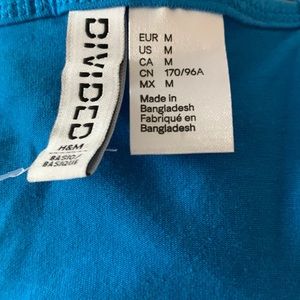 DIVIDED
H&M
BASIC/
BASIQUE
EUR M
US M
CA M
CN 170/96A
MX M
Made in
Bangladesh
Fabriqué en
Bangladesh